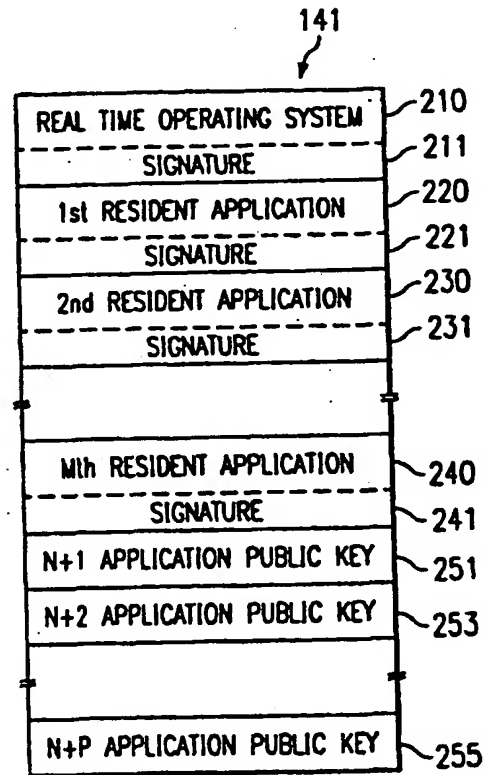 141
REAL TIME OPERATING SYSTEM 210
SIGNATURE 211
1st RESIDENT APPLICATION 220
SIGNATURE 221
2nd RESIDENT APPLICATION 230
SIGNATURE 231
Mth RESIDENT APPLICATION 240
SIGNATURE 241
N+1 APPLICATION PUBLIC KEY 251
N+2 APPLICATION PUBLIC KEY 253
N+P APPLICATION PUBLIC KEY 255